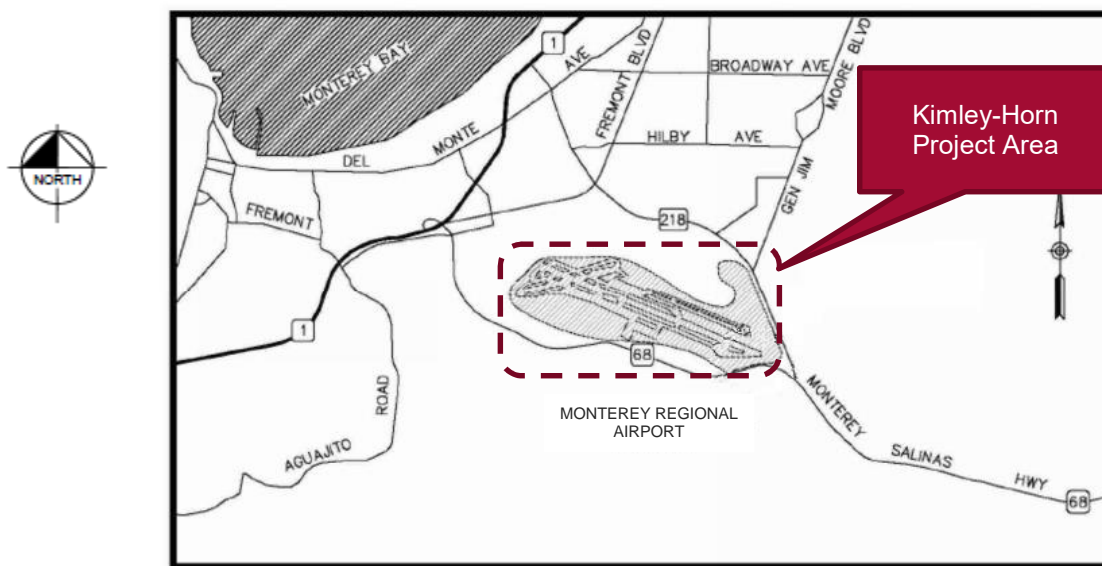 1
MONTEREY BAY
AVE
FREMONT BLVD
BROADWAY AVE
MOORE BLVD
Kimley-Horn
Project Area
NORTH
DEL
MONTE
HILBY AVE
GEN JIM
FREMONT
218
1
68
MONTEREY REGIONAL
AIRPORT
ROAD
AGUAJITO
MONTEREY
SALINAS
HWY
68